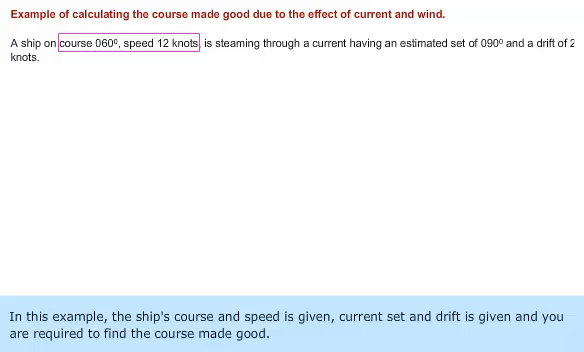 Example of calculating the course made good due to the effect of current and wind.
A ship on course 060º, speed 12 knots, is steaming through a current having an estimated set of 090º and a drift of 2
knots.
In this example, the ship's course and speed is given, current set and drift is given and you
are required to find the course made good.